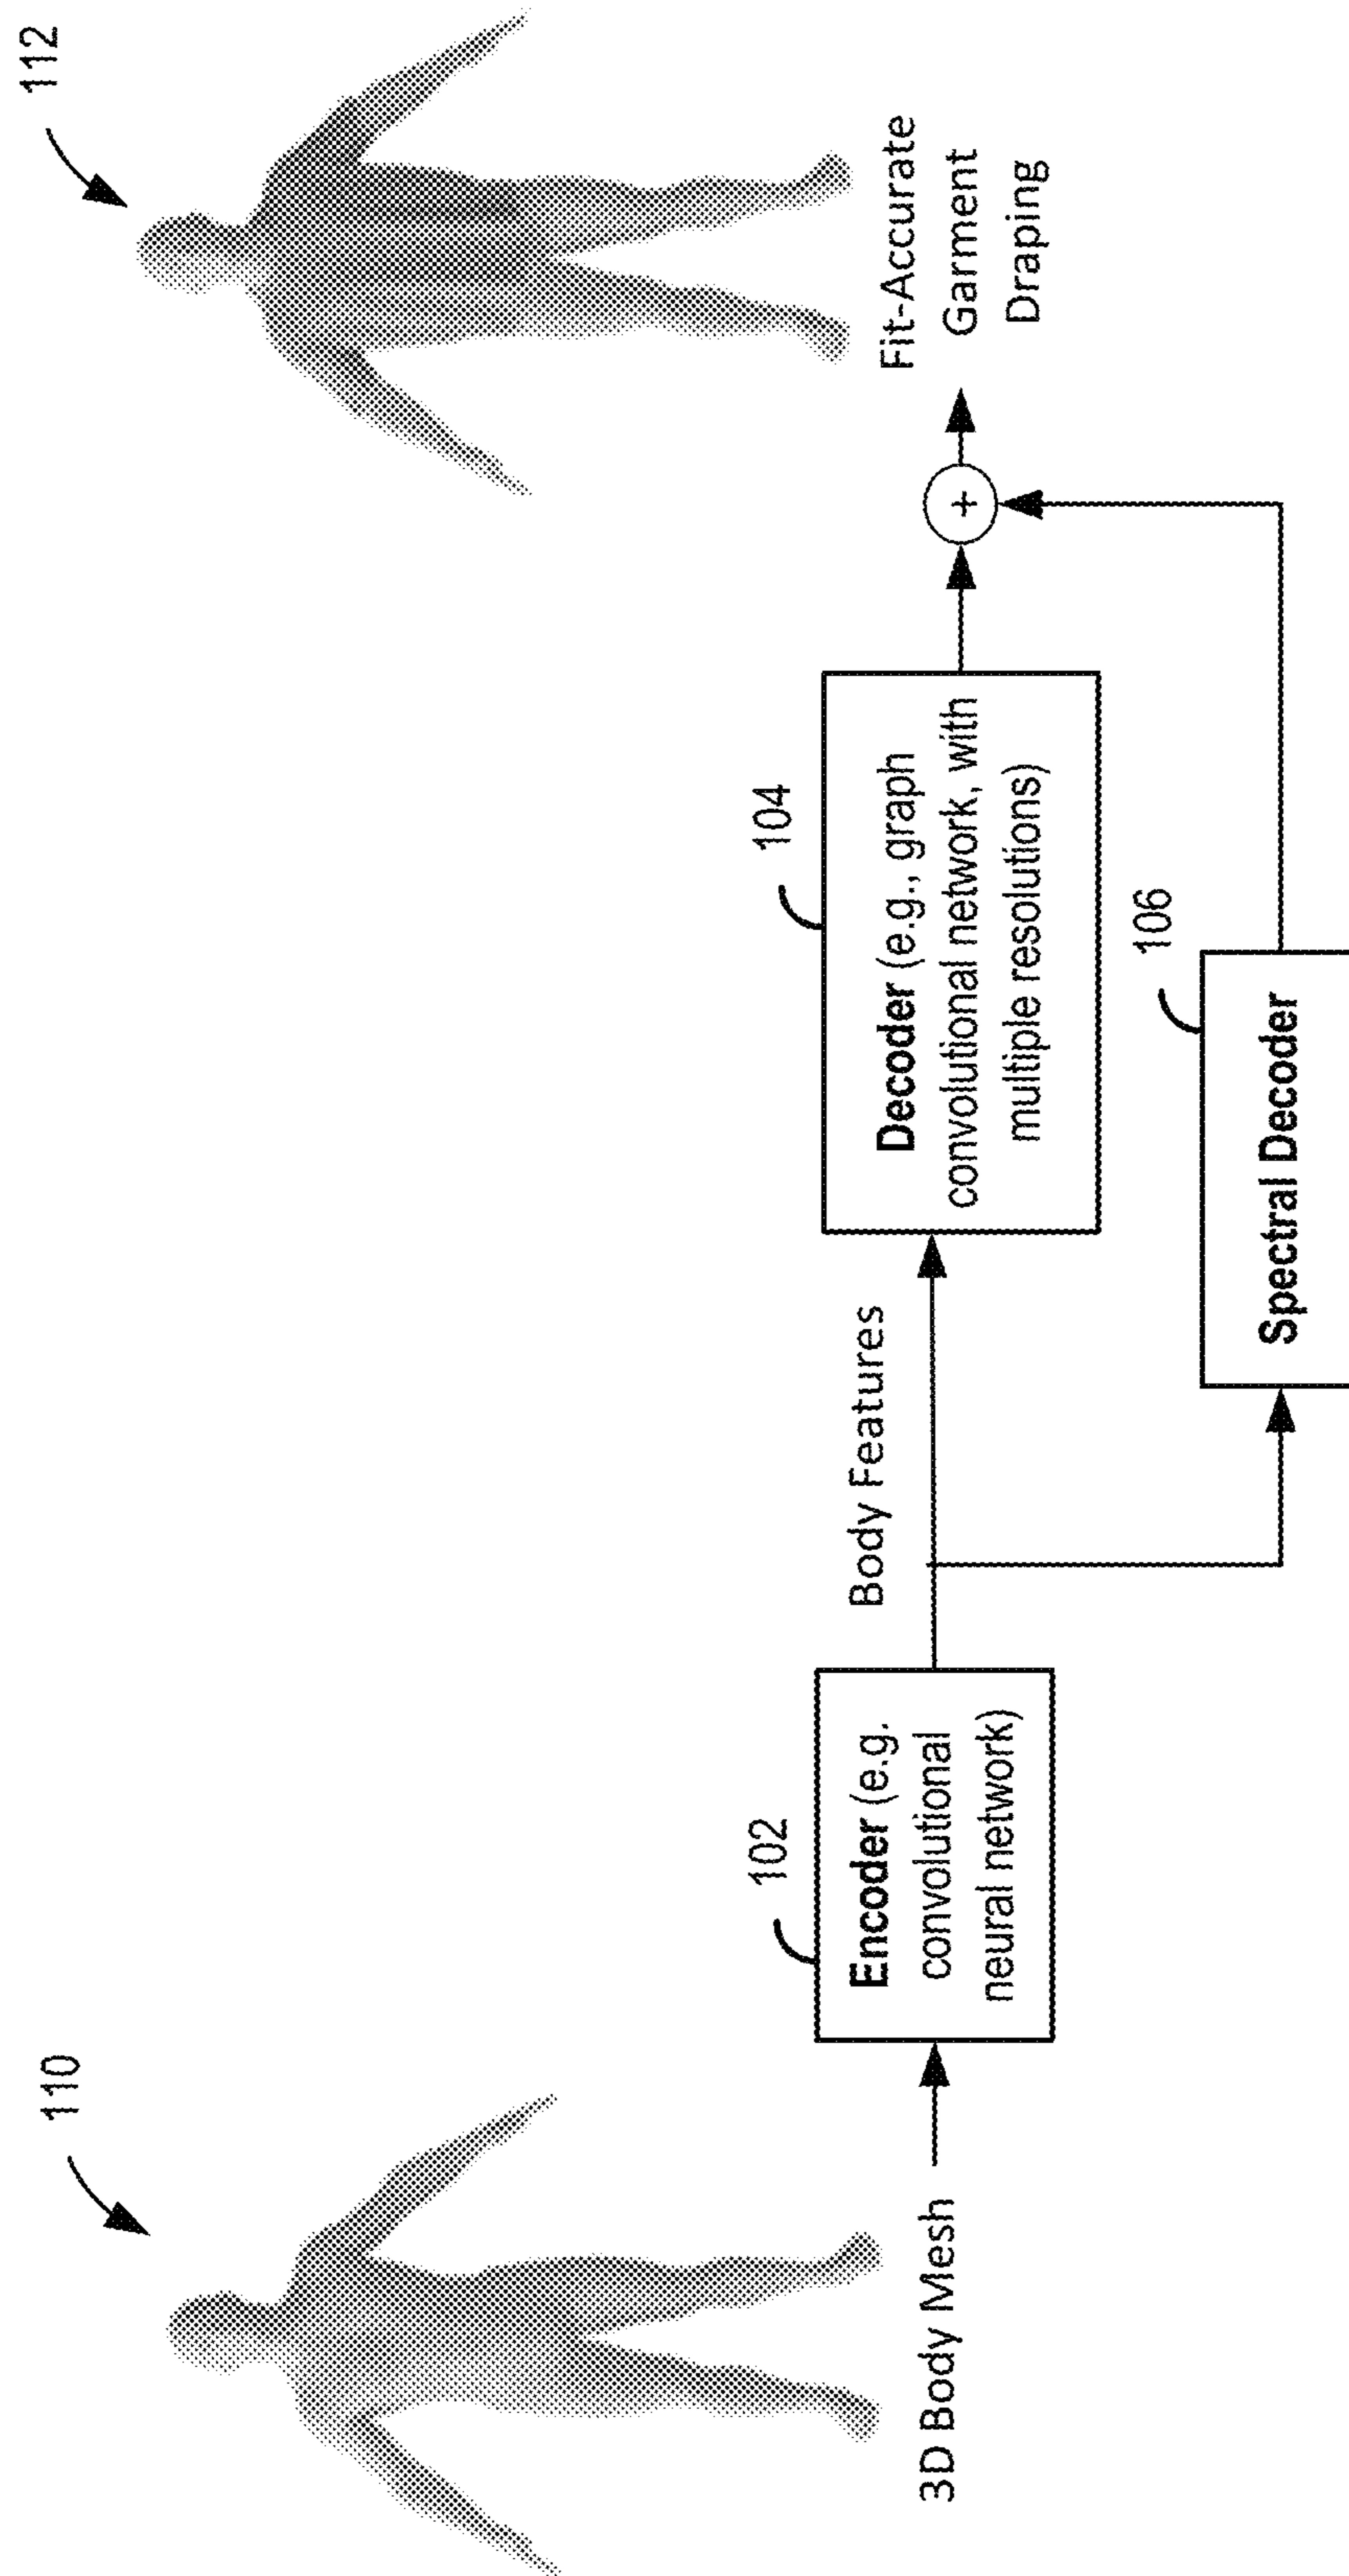 110
112
3D Body Mesh
102
Encoder (e.g.
convolutional
neural network)
Body Features
104
Decoder (e.g., graph
convolutional network, with
multiple resolutions)
106
Spectral Decoder
+
Fit-Accurate
Garment
Draping